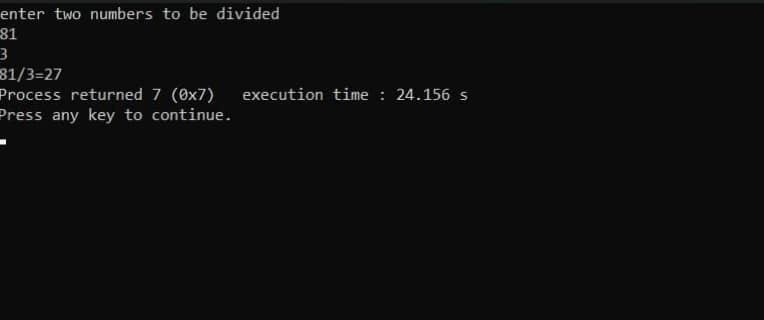 enter two numbers to be divided
81
3
81/3=27
Process returned 7 (0x7)   execution time : 24.156 s
Press any key to continue.